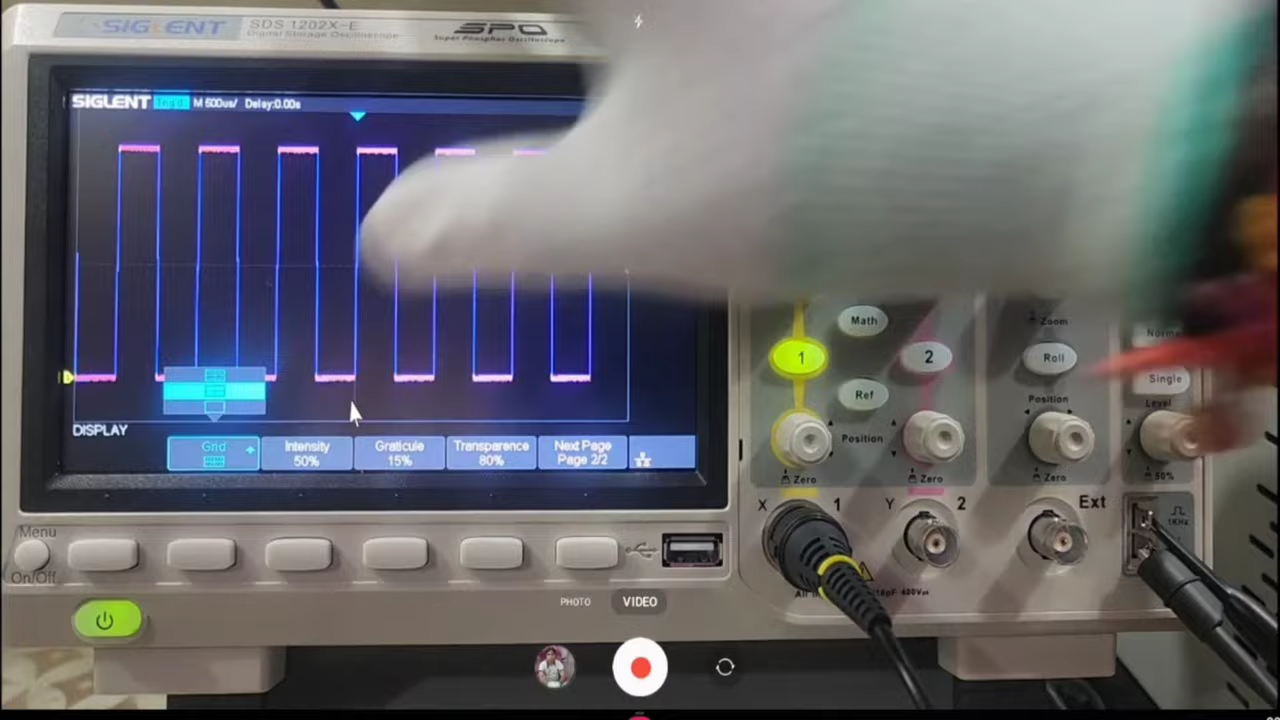 SIGLENT
SDS 1202X-E
Digital Storage Oscilloscope
SPO
Super Phosphor Oscilloscope
SIGLENT Trig'd M 500us/ Delay:0.00s
DISPLAY
Grid
Intensity
50%
Graticule
15%
Transparence
80%
Next Page
Page 2/2
Math
Zoom
1
2
Roll
Single
Ref
Position
Level
Position
Zero
Zero
Zero
50%
X
1
Y
2
Ext
1KHz
Menu
On/Off
PHOTO
VIDEO